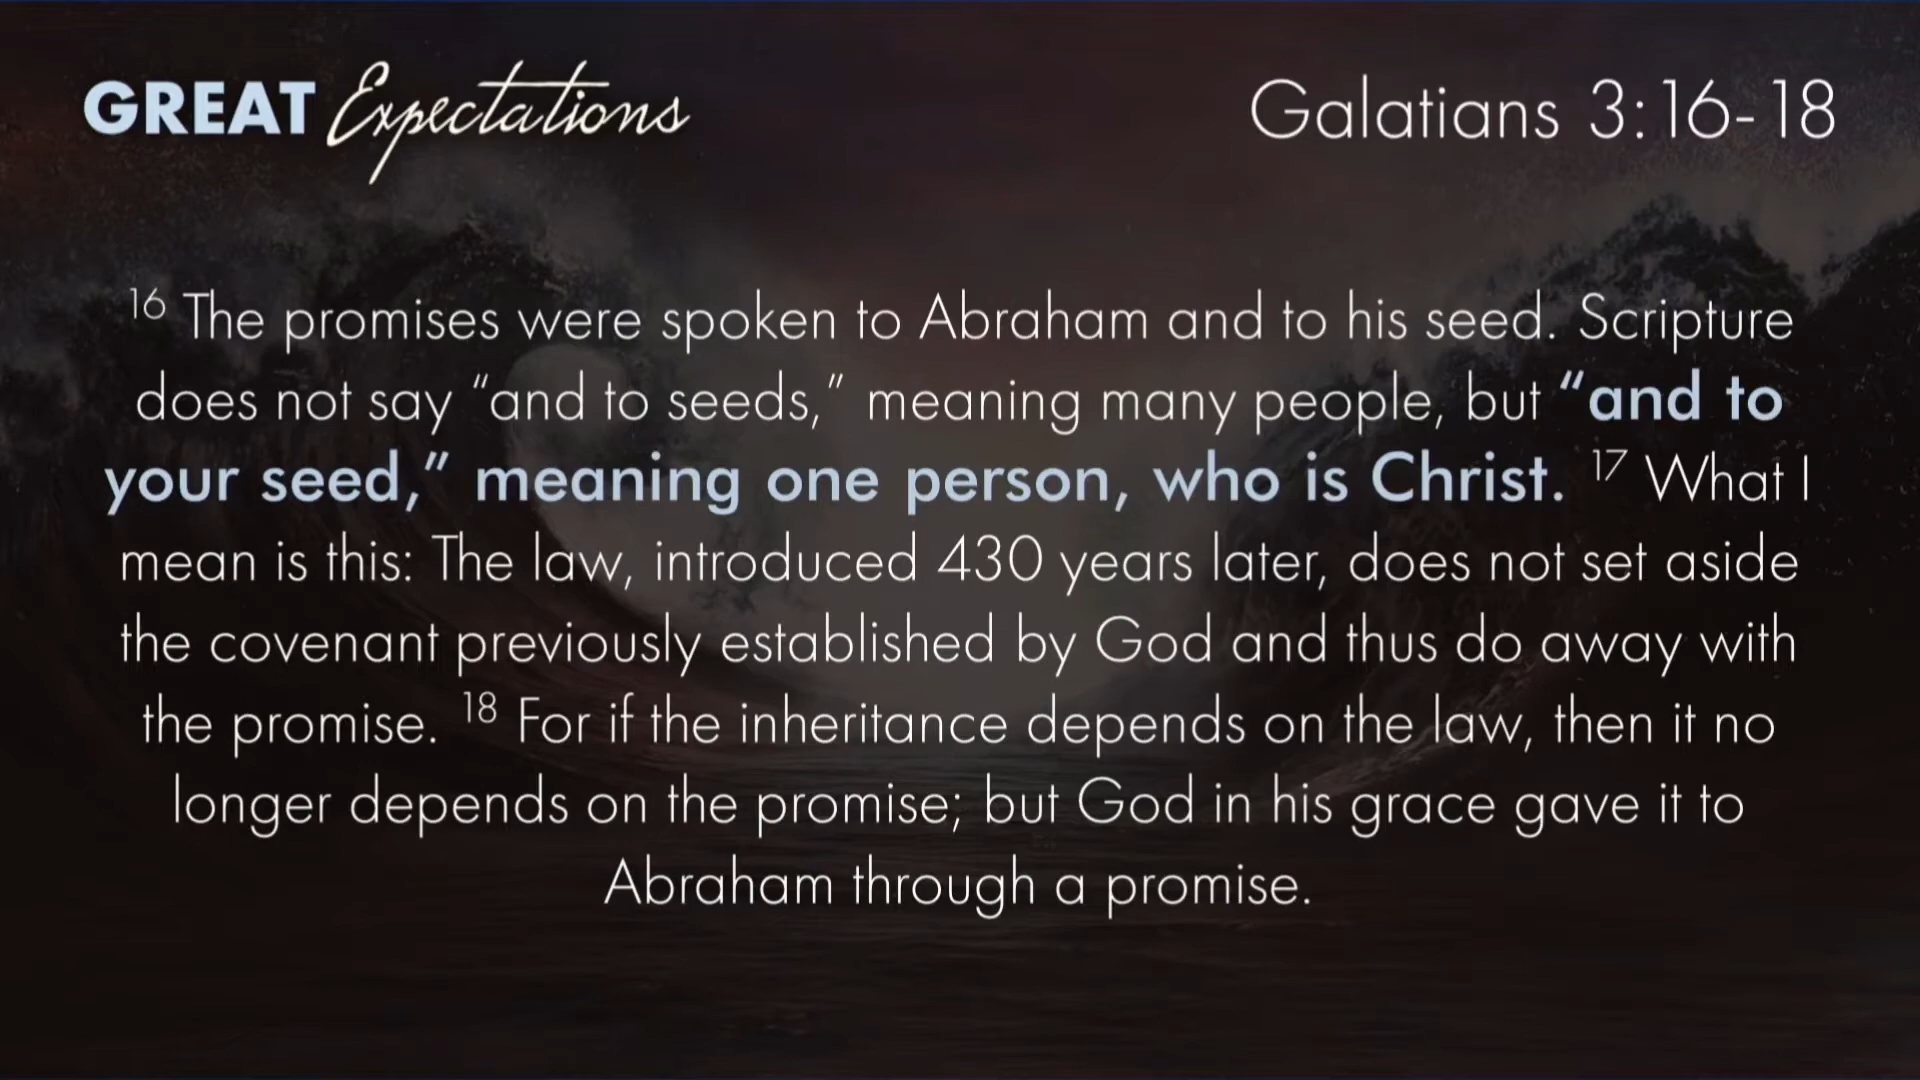 GREAT Expectations
Galatians 3:16-18
16 The promises were spoken to Abraham and to his seed. Scripture
does not say “and to seeds,” meaning many people, but “and to
your seed,” meaning one person, who is Christ. 17 What I
mean is this: The law, introduced 430 years later, does not set aside
the covenant previously established by God and thus do away with
the promise. 18 For if the inheritance depends on the law, then it no
longer depends on the promise; but God in his grace gave it to
Abraham through a promise.